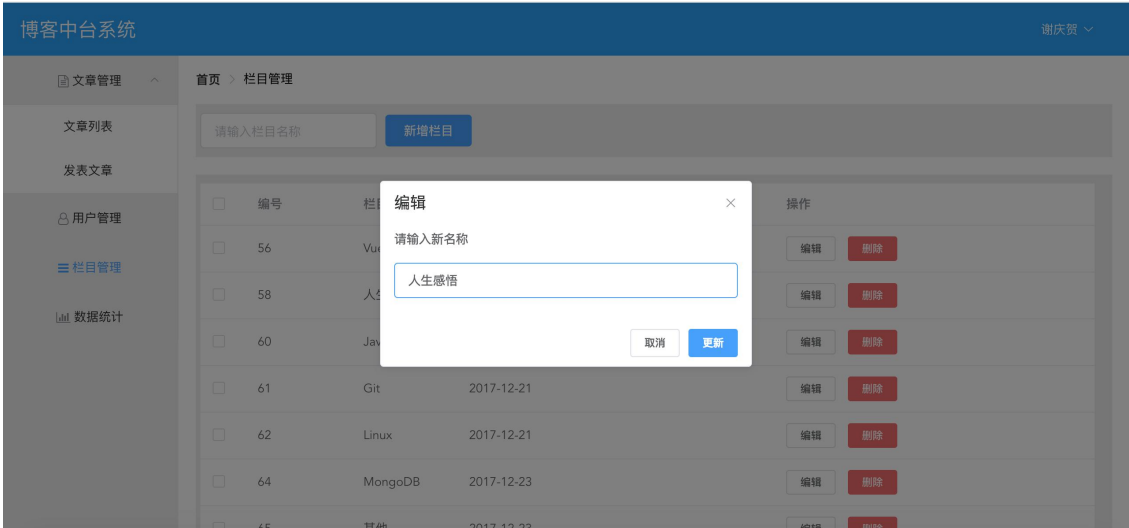 博客中台系统
谢庆贺
文章管理
首页 > 栏目管理
文章列表
请输入栏目名称
新增栏目
发表文章
编号
栏
编辑
操作
用户管理
请输入新名称
56
Vue
编辑 删除
栏目管理
人生感悟
58
人生
编辑 删除
数据统计
取消 更新
60
Jav
编辑 删除
61 Git 2017-12-21 编辑 删除
62 Linux 2017-12-21 编辑 删除
64 MongoDB 2017-12-23 编辑 删除
65 其他 2017-12-23 编辑 删除